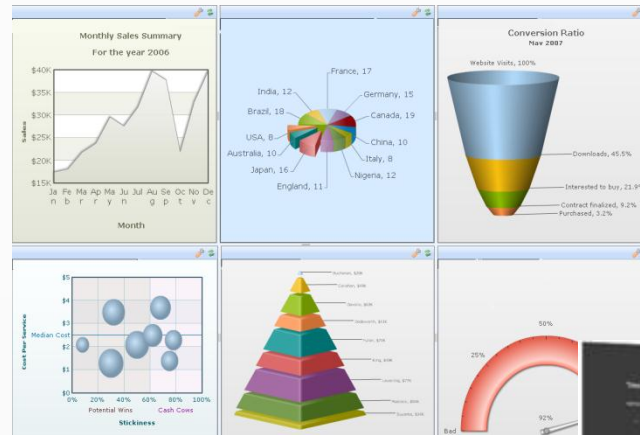 Monthly Sales Summary
For the year 2006
$40K
$35K
$30K
$25K
$20K
$15K
Sales
Ja Fe Ma Ap Ma Ju Jul Au Se Oc No De
n b r r y n g p t v c
Month
France, 17
Germany, 15
Canada, 19
China, 10
Italy, 8
Nigeria, 12
England, 11
Japan, 16
Australia, 10
USA, 8
Brazil, 18
India, 12
Conversion Ratio
May 2007
Website Visits, 100%
Downloads, 45.5%
Interested to buy, 21.9%
Contract finalized, 9.2%
Purchased, 3.2%
$5
$4
$3
Median Cost
$2
$1
$0
Cost Per Service
0% 20% 40% 60% 80% 100%
Potential Wins Cash Cows
Stickiness
50%
25%
Bad
92%